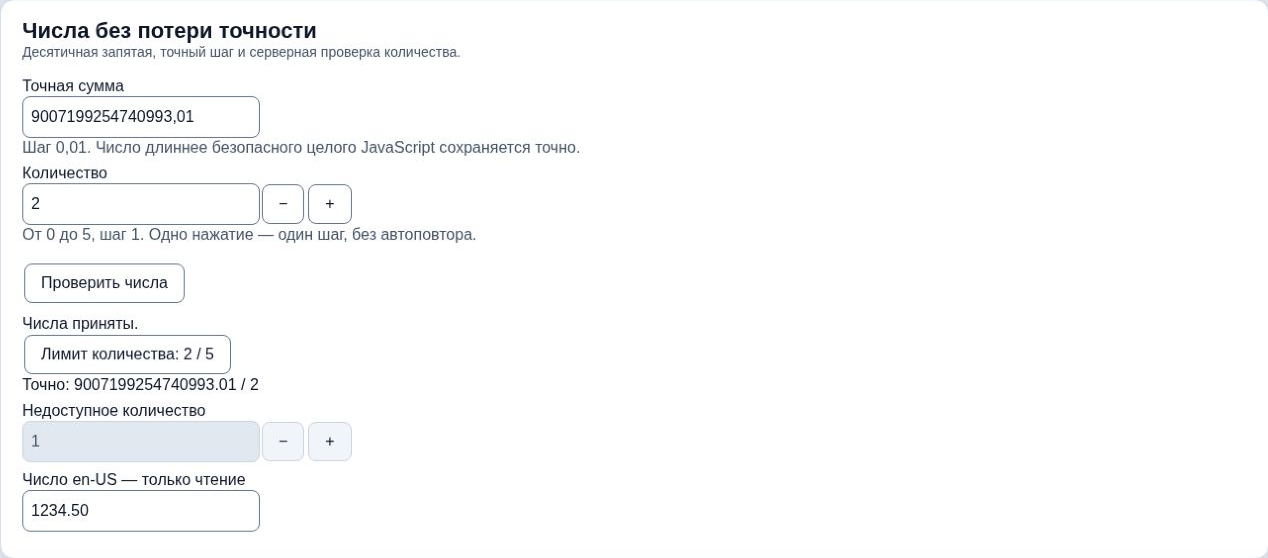 Числа без потери точности
Десятичная запятая, точный шаг и серверная проверка количества.
Точная сумма
9007199254740993,01
Шаг 0,01. Число длиннее безопасного целого JavaScript сохраняется точно.
Количество
2 − +
От 0 до 5, шаг 1. Одно нажатие — один шаг, без автоповтора.
Проверить числа
Числа приняты.
Лимит количества: 2 / 5
Точно: 9007199254740993.01 / 2
Недоступное количество
1 − +
Число en-US — только чтение
1234.50